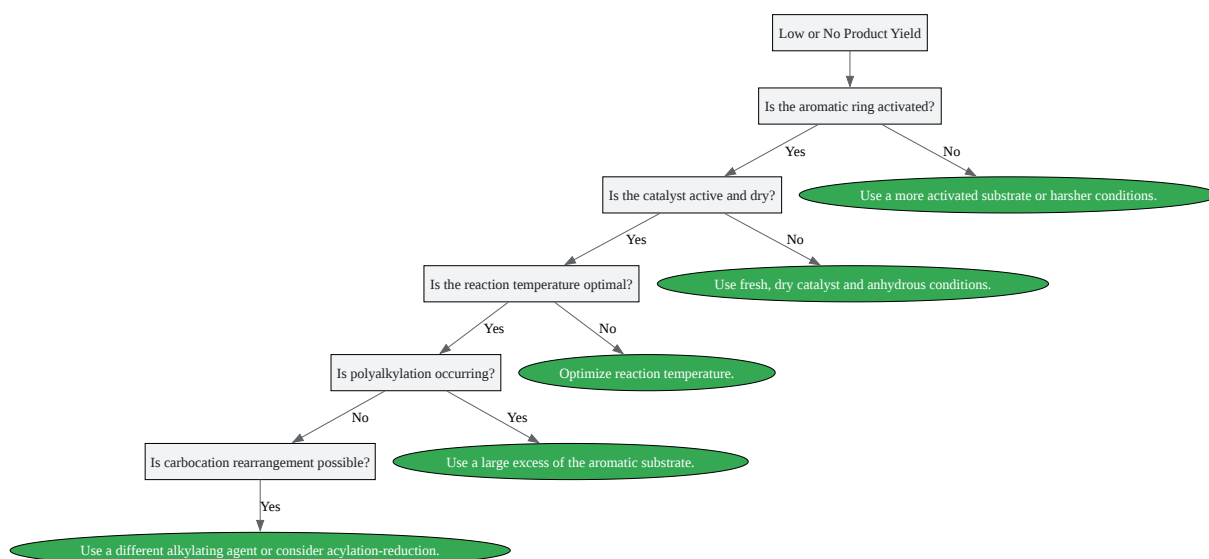 Low or No Product Yield
Is the aromatic ring activated?
Yes
No
Is the catalyst active and dry?
Use a more activated substrate or harsher conditions.
Yes
No
Is the reaction temperature optimal?
Use fresh, dry catalyst and anhydrous conditions.
Yes
No
Is polyalkylation occurring?
Optimize reaction temperature.
No
Yes
Is carbocation rearrangement possible?
Use a large excess of the aromatic substrate.
Yes
Use a different alkylating agent or consider acylation-reduction.